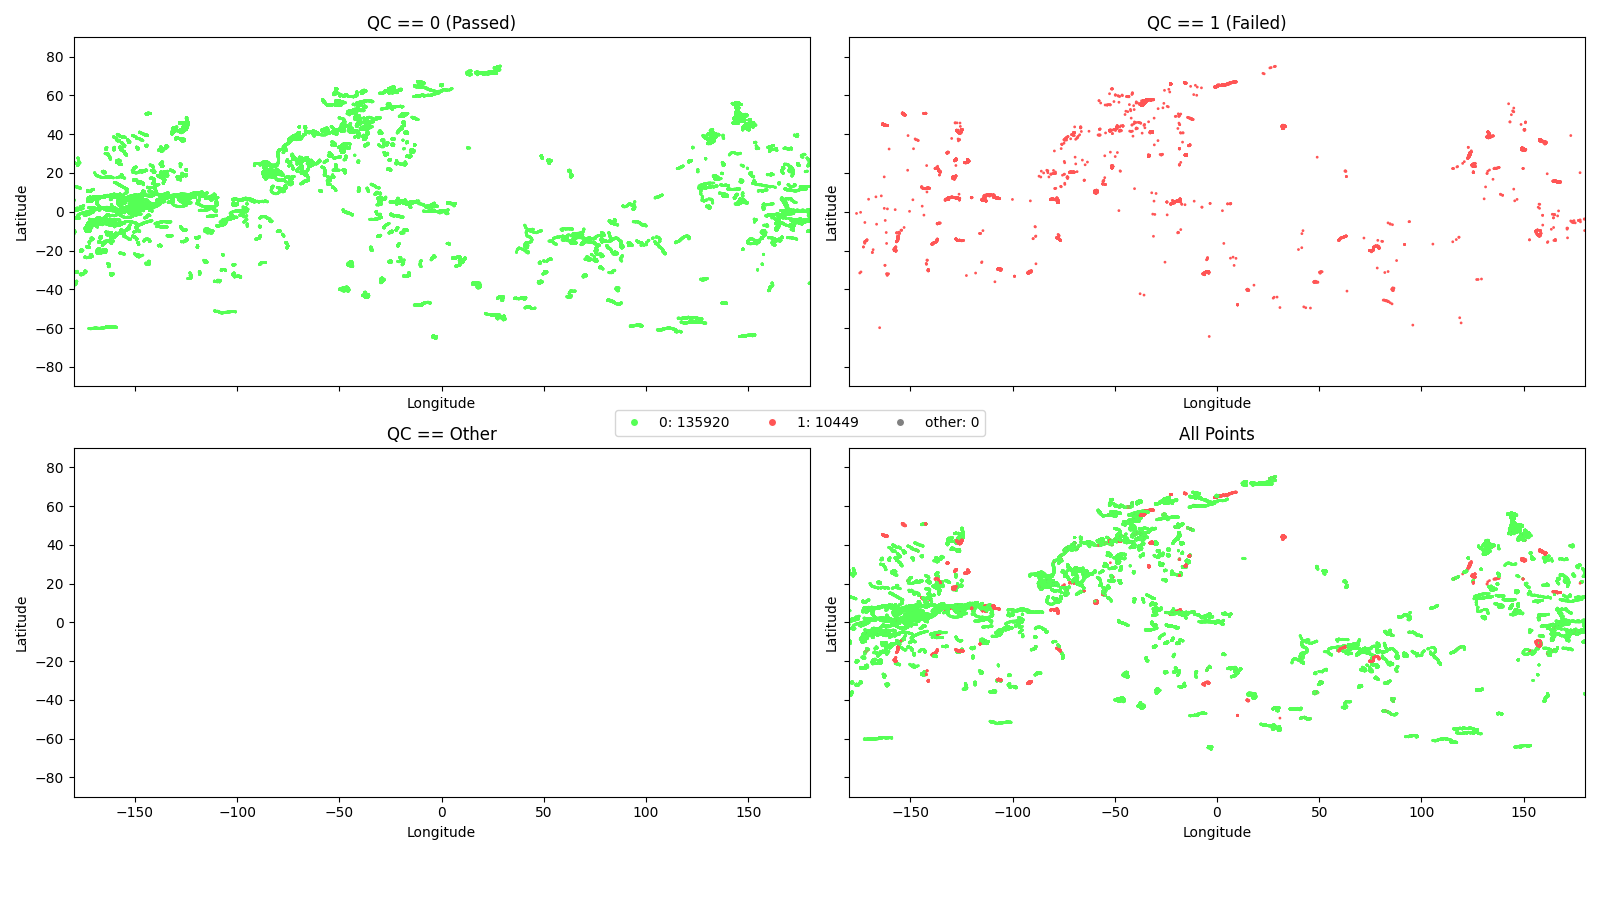 QC == 0 (Passed)
QC == 1 (Failed)
80
60
40
20
0
−20
−40
−60
−80
Latitude
Latitude
Longitude
Longitude
0: 135920
1: 10449
other: 0
QC == Other
All Points
80
60
40
20
0
−20
−40
−60
−80
Latitude
Latitude
−150
−100
−50
0
50
100
150
−150
−100
−50
0
50
100
150
Longitude
Longitude